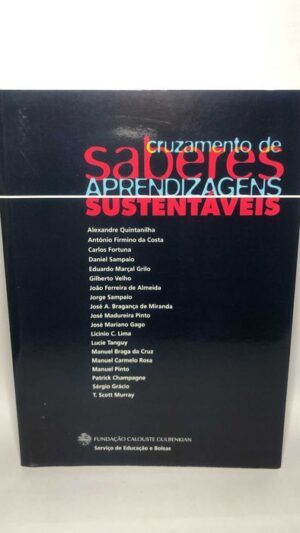 cruzamento de
saberes
APRENDIZAGENS
SUSTENTÁVEIS
Alexandre Quintanilha
António Firmino da Costa
Carlos Fortuna
Daniel Sampaio
Eduardo Marçal Grilo
Gilberto Velho
João Ferreira de Almeida
Jorge Sampaio
José A. Bragança de Miranda
José Madureira Pinto
José Mariano Gago
Licínio C. Lima
Lucie Tanguy
Manuel Braga da Cruz
Manuel Carmelo Rosa
Manuel Pinto
Patrick Champagne
Sérgio Grácio
T. Scott Murray
FUNDAÇÃO CALOUSTE GULBENKIAN
Serviço de Educação e Bolsas